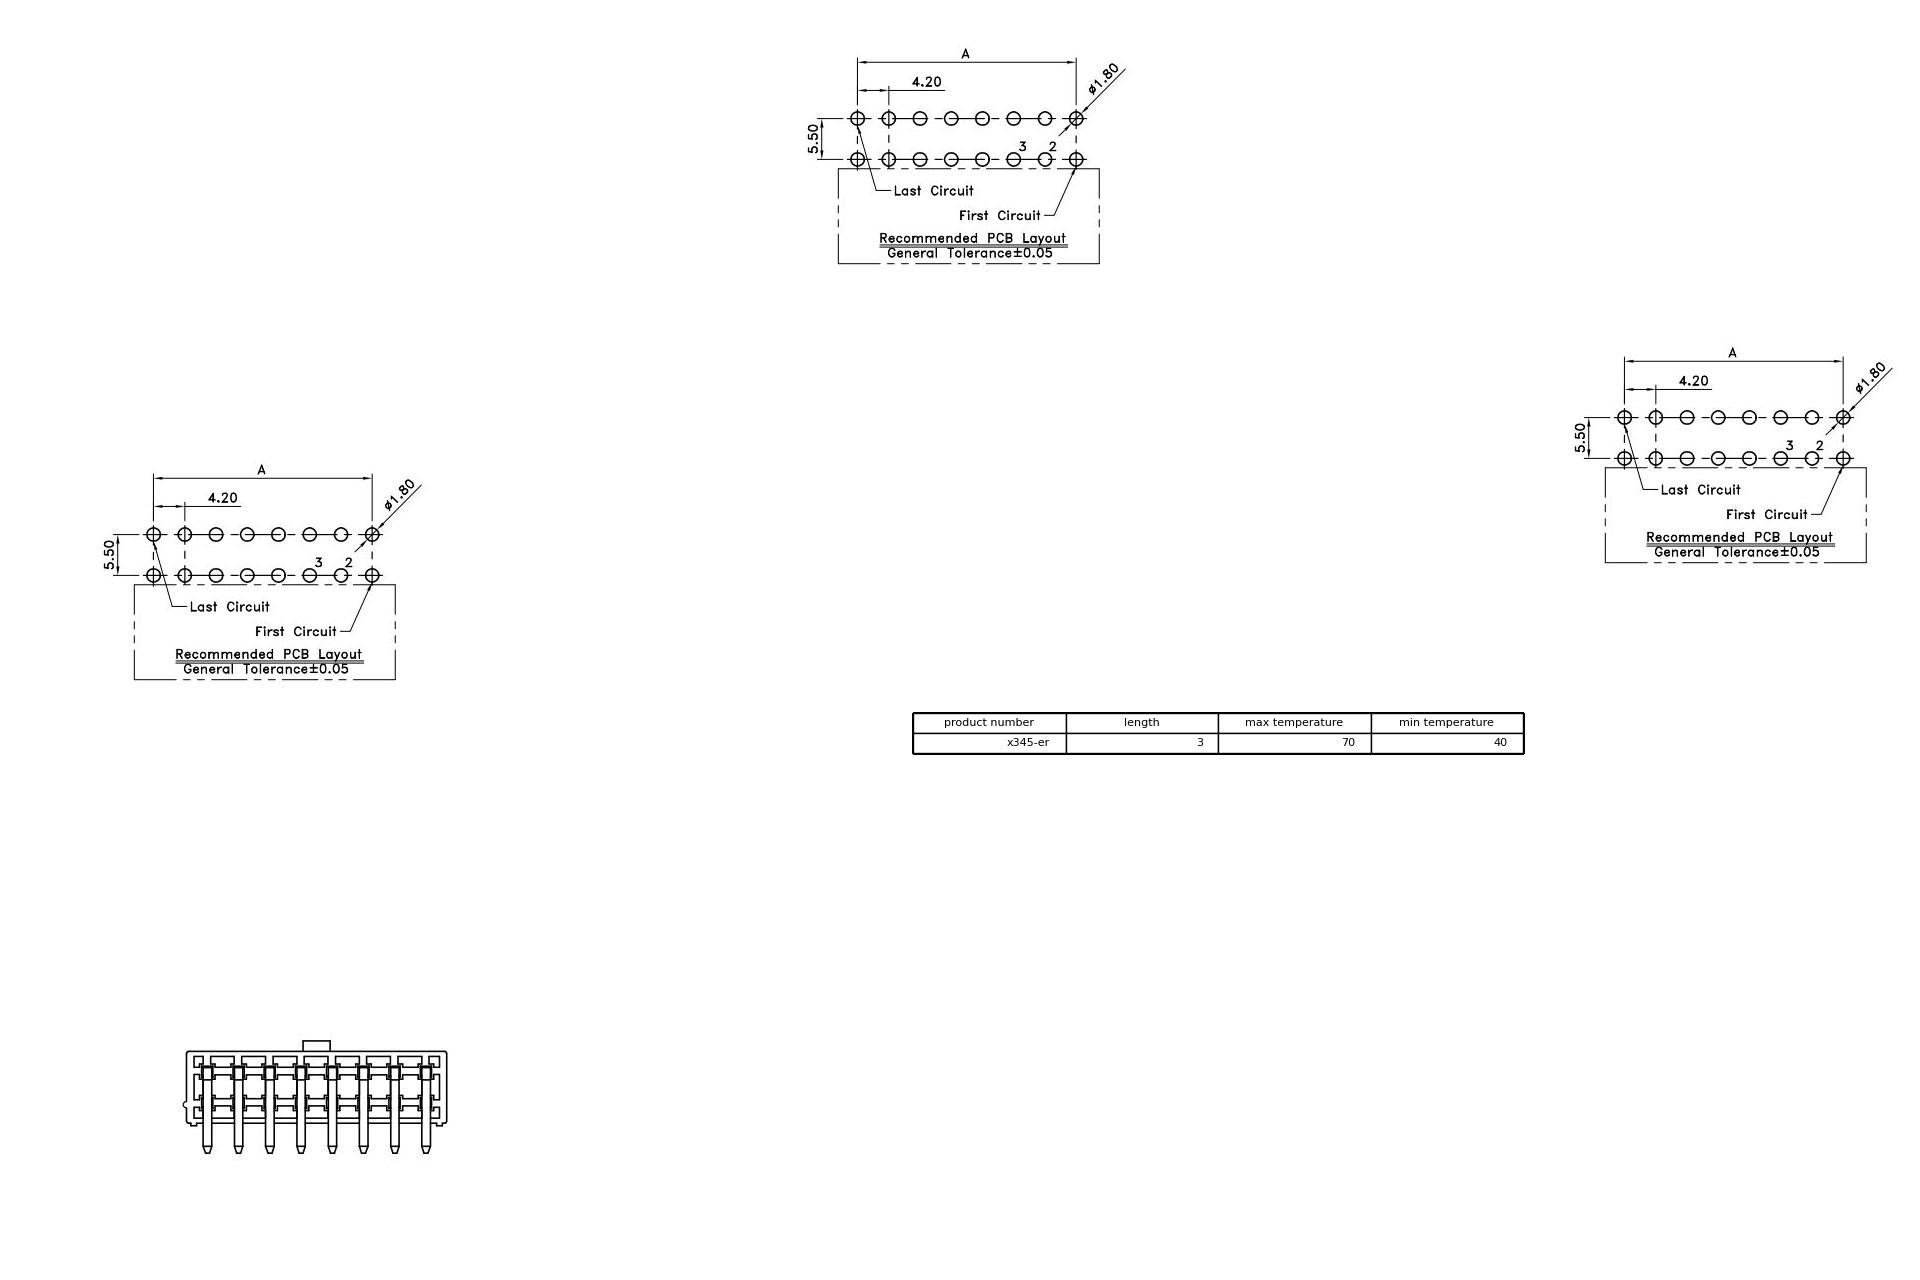 A
4.20
ø1.80
5.50
3 2
Last Circuit
First Circuit
Recommended PCB Layout
General Tolerance±0.05
A
4.20
ø1.80
5.50
3 2
Last Circuit
First Circuit
Recommended PCB Layout
General Tolerance±0.05
A
4.20
ø1.80
5.50
3 2
Last Circuit
First Circuit
Recommended PCB Layout
General Tolerance±0.05
product number length max temperature min temperature
x345-er 3 70 40